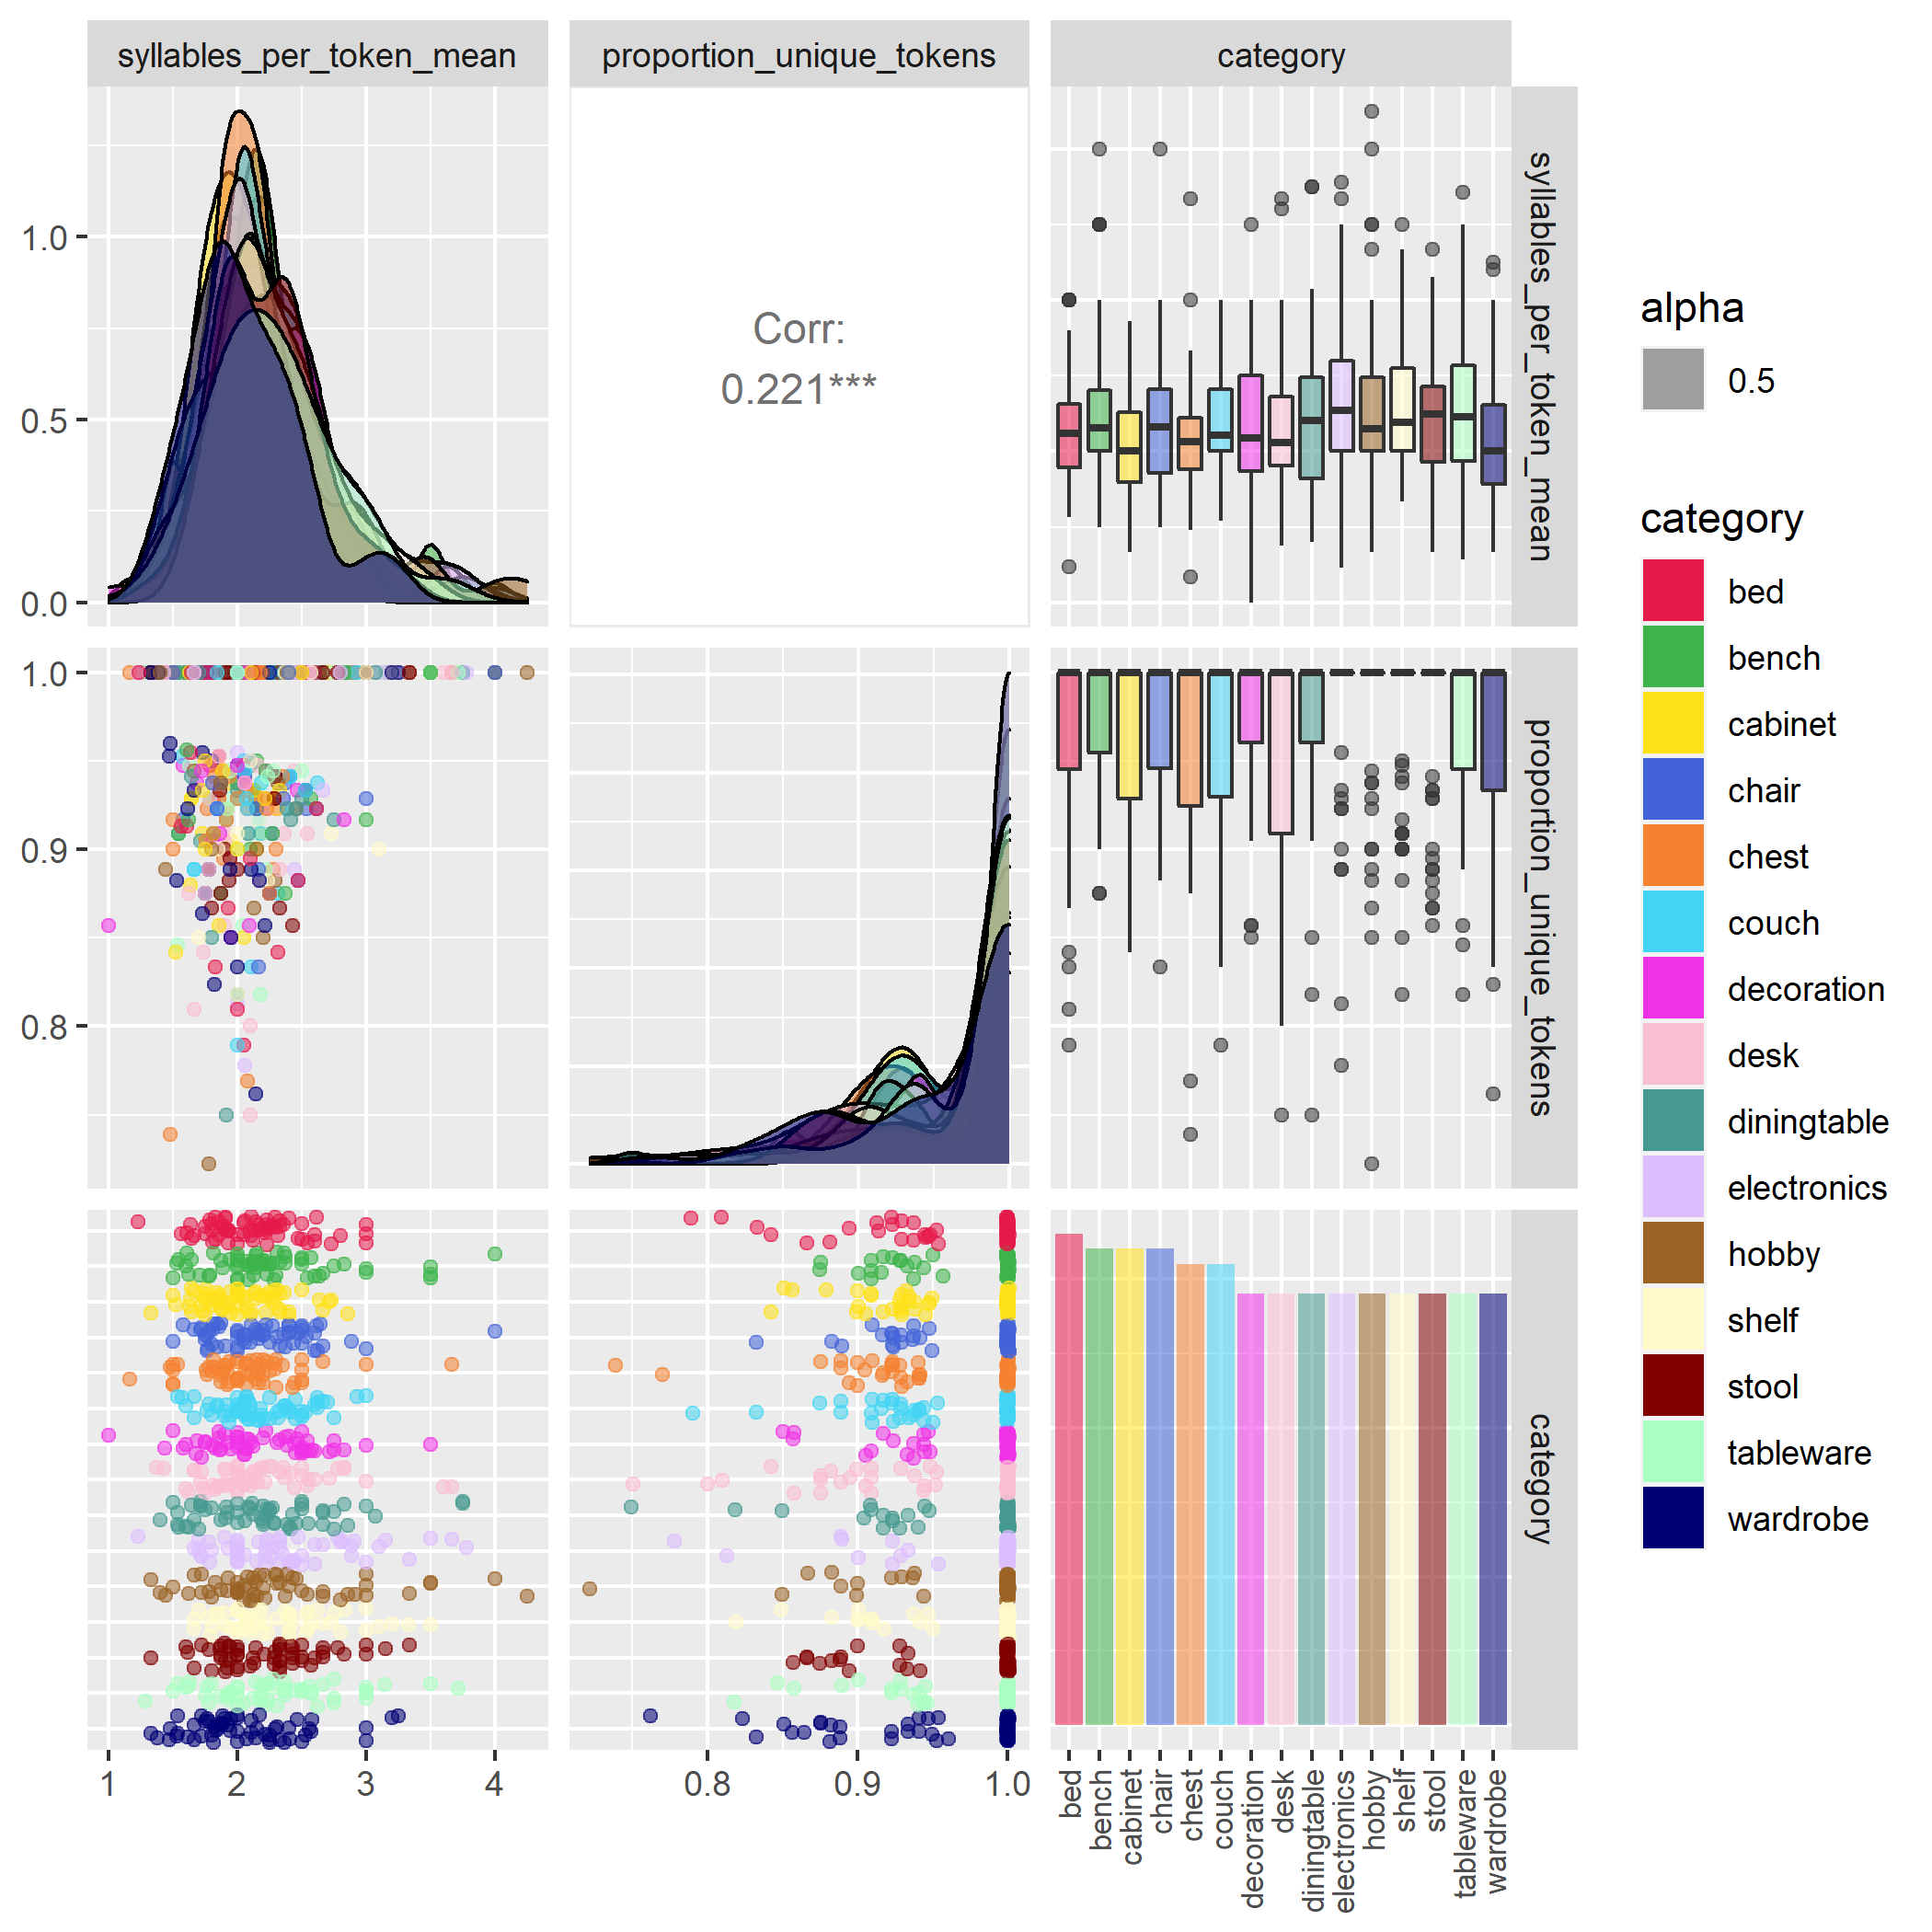 syllables_per_token_mean
proportion_unique_tokens
category
1.0
0.5
0.0
Corr:
0.221***
syllables_per_token_mean
1.0
0.9
0.8
proportion_unique_tokens
category
1
2
3
4
0.8
0.9
1.0
bed
bench
cabinet
chair
chest
couch
decoration
desk
diningtable
electronics
hobby
shelf
stool
tableware
wardrobe
alpha
0.5
category
bed
bench
cabinet
chair
chest
couch
decoration
desk
diningtable
electronics
hobby
shelf
stool
tableware
wardrobe